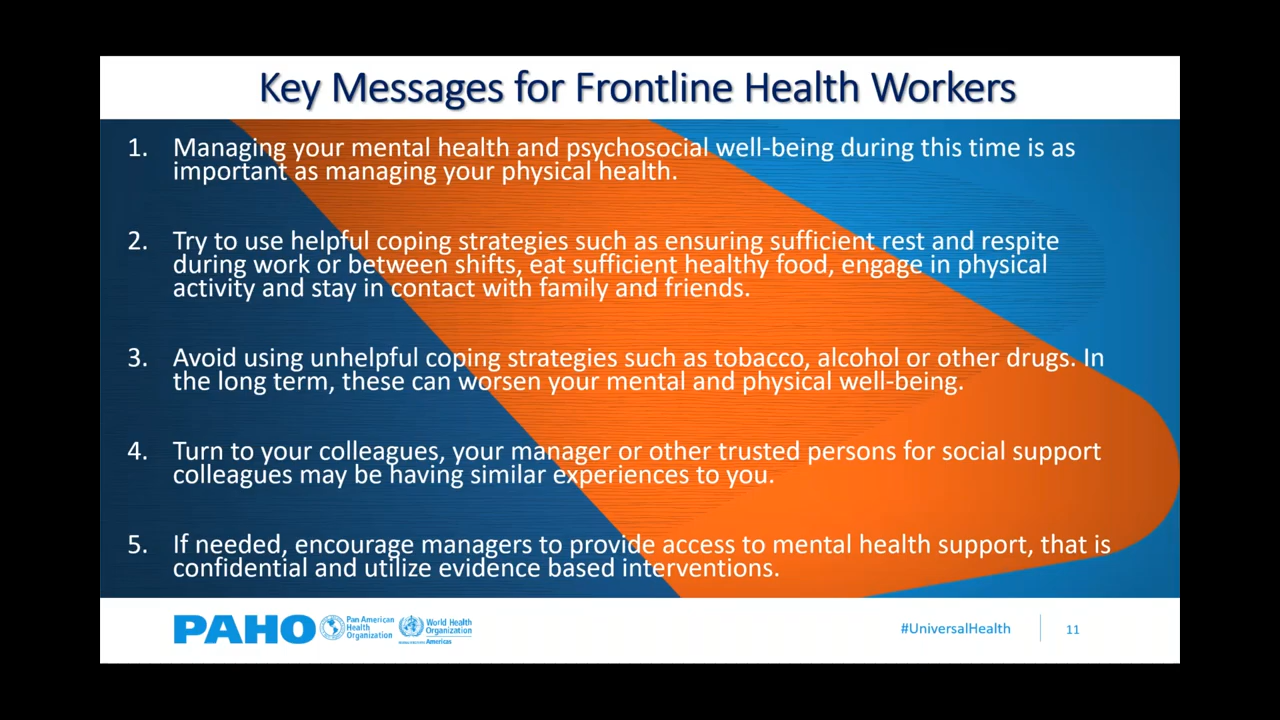 Key Messages for Frontline Health Workers
1. Managing your mental health and psychosocial well-being during this time is as
important as managing your physical health.
2. Try to use helpful coping strategies such as ensuring sufficient rest and respite
during work or between shifts, eat sufficient healthy food, engage in physical
activity and stay in contact with family and friends.
3. Avoid using unhelpful coping strategies such as tobacco, alcohol or other drugs. In
the long term, these can worsen your mental and physical well-being.
4. Turn to your colleagues, your manager or other trusted persons for social support
colleagues may be having similar experiences to you.
5. If needed, encourage managers to provide access to mental health support, that is
confidential and utilize evidence based interventions.
PAHO
Pan American
Health
Organization
World Health
Organization
Americas
#UniversalHealth
11